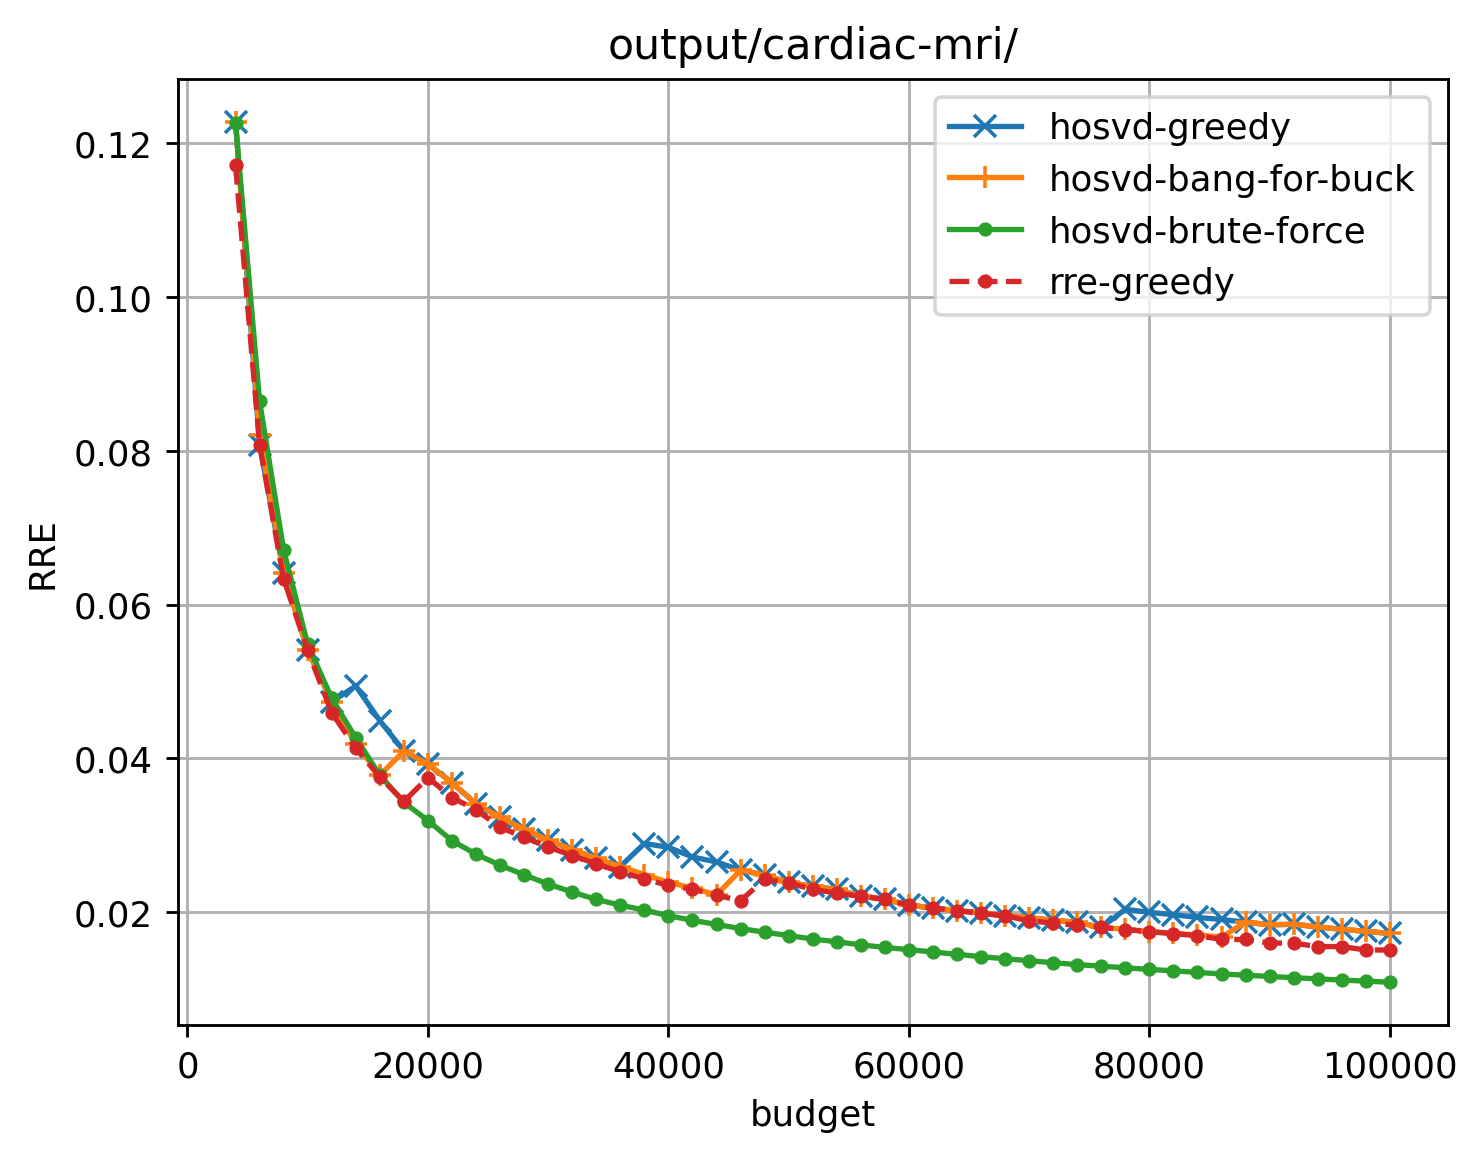 output/cardiac-mri/
hosvd-greedy
hosvd-bang-for-buck
hosvd-brute-force
rre-greedy
0.12
0.10
0.08
0.06
0.04
0.02
RRE
0 20000 40000 60000 80000 100000
budget